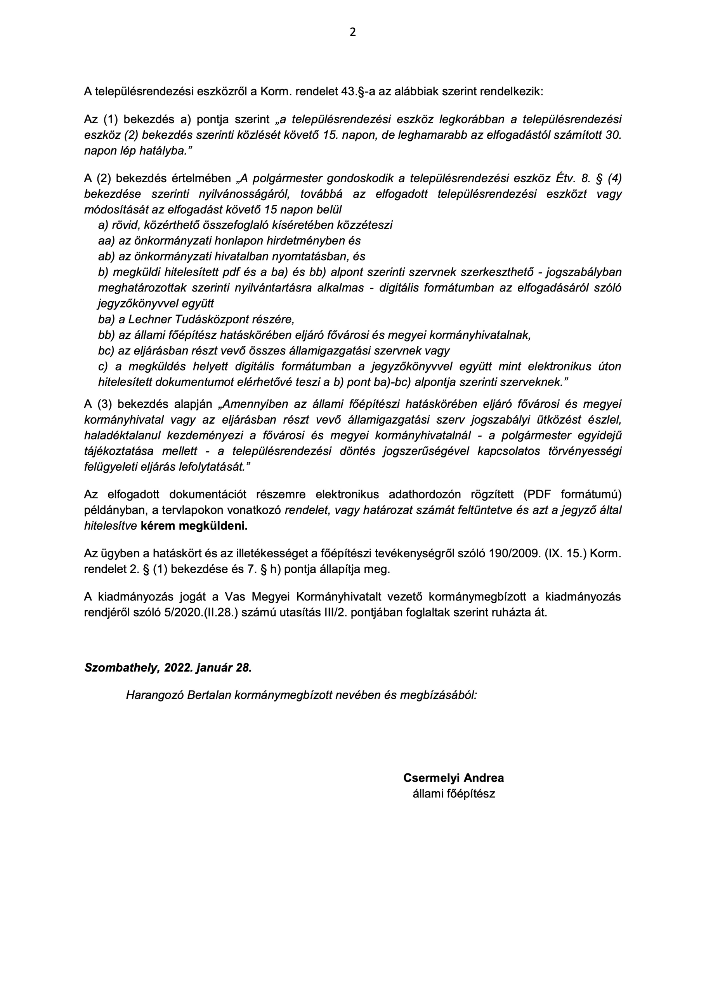 2
A településrendezési eszközről a Korm. rendelet 43.§-a az alábbiak szerint rendelkezik:
Az (1) bekezdés a) pontja szerint „a településrendezési eszköz legkorábban a településrendezési
eszköz (2) bekezdés szerinti közlését követő 15. napon, de leghamarabb az elfogadástól számított 30.
napon lép hatályba.”
A (2) bekezdés értelmében „A polgármester gondoskodik a településrendezési eszköz Étv. 8. § (4)
bekezdése szerinti nyilvánosságáról, továbbá az elfogadott településrendezési eszközt vagy
módosítását az elfogadást követő 15 napon belül
a) rövid, közérthető összefoglaló kíséretében közzéteszi
aa) az önkormányzati honlapon hirdetményben és
ab) az önkormányzati hivatalban nyomtatásban, és
b) megküldi hitelesített pdf és a ba) és bb) alpont szerinti szervnek szerkeszthető - jogszabályban
meghatározottak szerinti nyilvántartásra alkalmas - digitális formátumban az elfogadásáról szóló
jegyzőkönyvvel együtt
ba) a Lechner Tudásközpont részére,
bb) az állami főépítész hatáskörében eljáró fővárosi és megyei kormányhivatalnak,
bc) az eljárásban részt vevő összes államigazgatási szervnek vagy
c) a megküldés helyett digitális formátumban a jegyzőkönyvvel együtt mint elektronikus úton
hitelesített dokumentumot elérhetővé teszi a b) pont ba)-bc) alpontja szerinti szerveknek.”
A (3) bekezdés alapján „Amennyiben az állami főépítészi hatáskörében eljáró fővárosi és megyei
kormányhivatal vagy az eljárásban részt vevő államigazgatási szerv jogszabályi ütközést észlel,
haladéktalanul kezdeményezi a fővárosi és megyei kormányhivatalnál - a polgármester egyidejű
tájékoztatása mellett - a településrendezési döntés jogszerűségével kapcsolatos törvényességi
felügyeleti eljárás lefolytatását.”
Az elfogadott dokumentációt részemre elektronikus adathordozón rögzített (PDF formátumú)
példányban, a tervlapokon vonatkozó rendelet, vagy határozat számát feltüntetve és azt a jegyző által
hitelesítve kérem megküldeni.
Az ügyben a hatáskört és az illetékességet a főépítészi tevékenységről szóló 190/2009. (IX. 15.) Korm.
rendelet 2. § (1) bekezdése és 7. § h) pontja állapítja meg.
A kiadmányozás jogát a Vas Megyei Kormányhivatalt vezető kormánymegbízott a kiadmányozás
rendjéről szóló 5/2020.(II.28.) számú utasítás III/2. pontjában foglaltak szerint ruházta át.
Szombathely, 2022. január 28.
Harangozó Bertalan kormánymegbízott nevében és megbízásából:
Csermelyi Andrea
állami főépítész